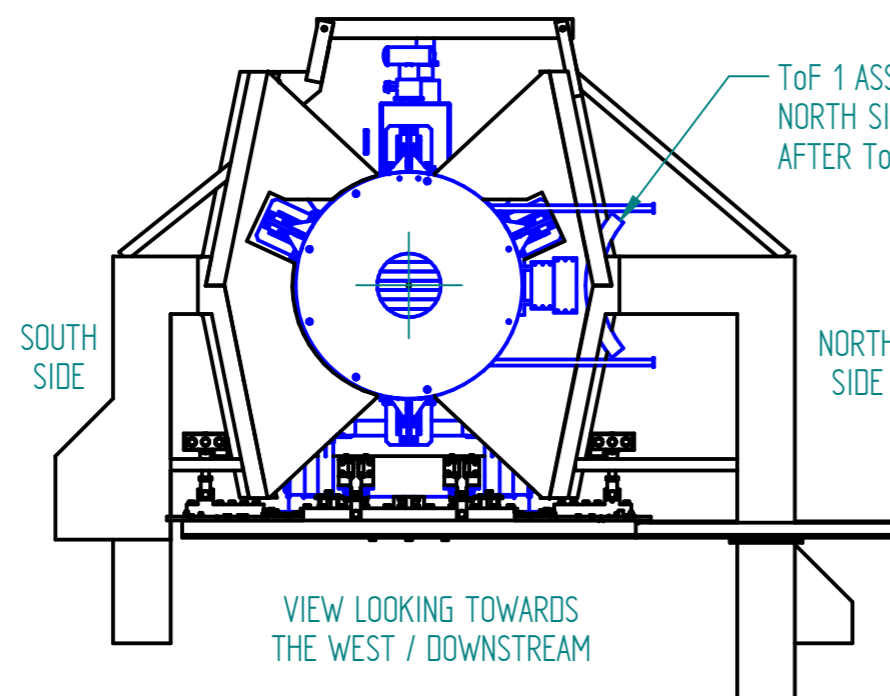 ToF 1 ASS
NORTH SI
AFTER To
SOUTH
SIDE
NORTH
SIDE
VIEW LOOKING TOWARDS
THE WEST / DOWNSTREAM